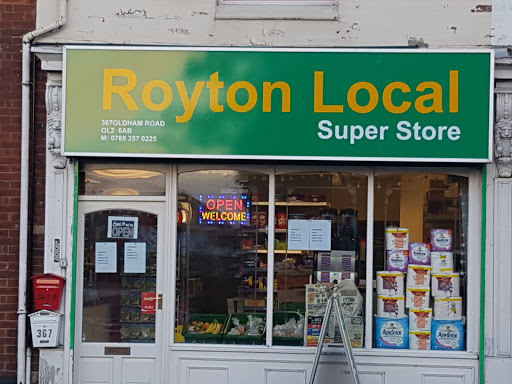 Royton Local
Super Store
367OLDHAM ROAD
OL2 6AB
M: 0788 357 0225
OPEN
WELCOME
OPEN
367
Andrex
Andrex